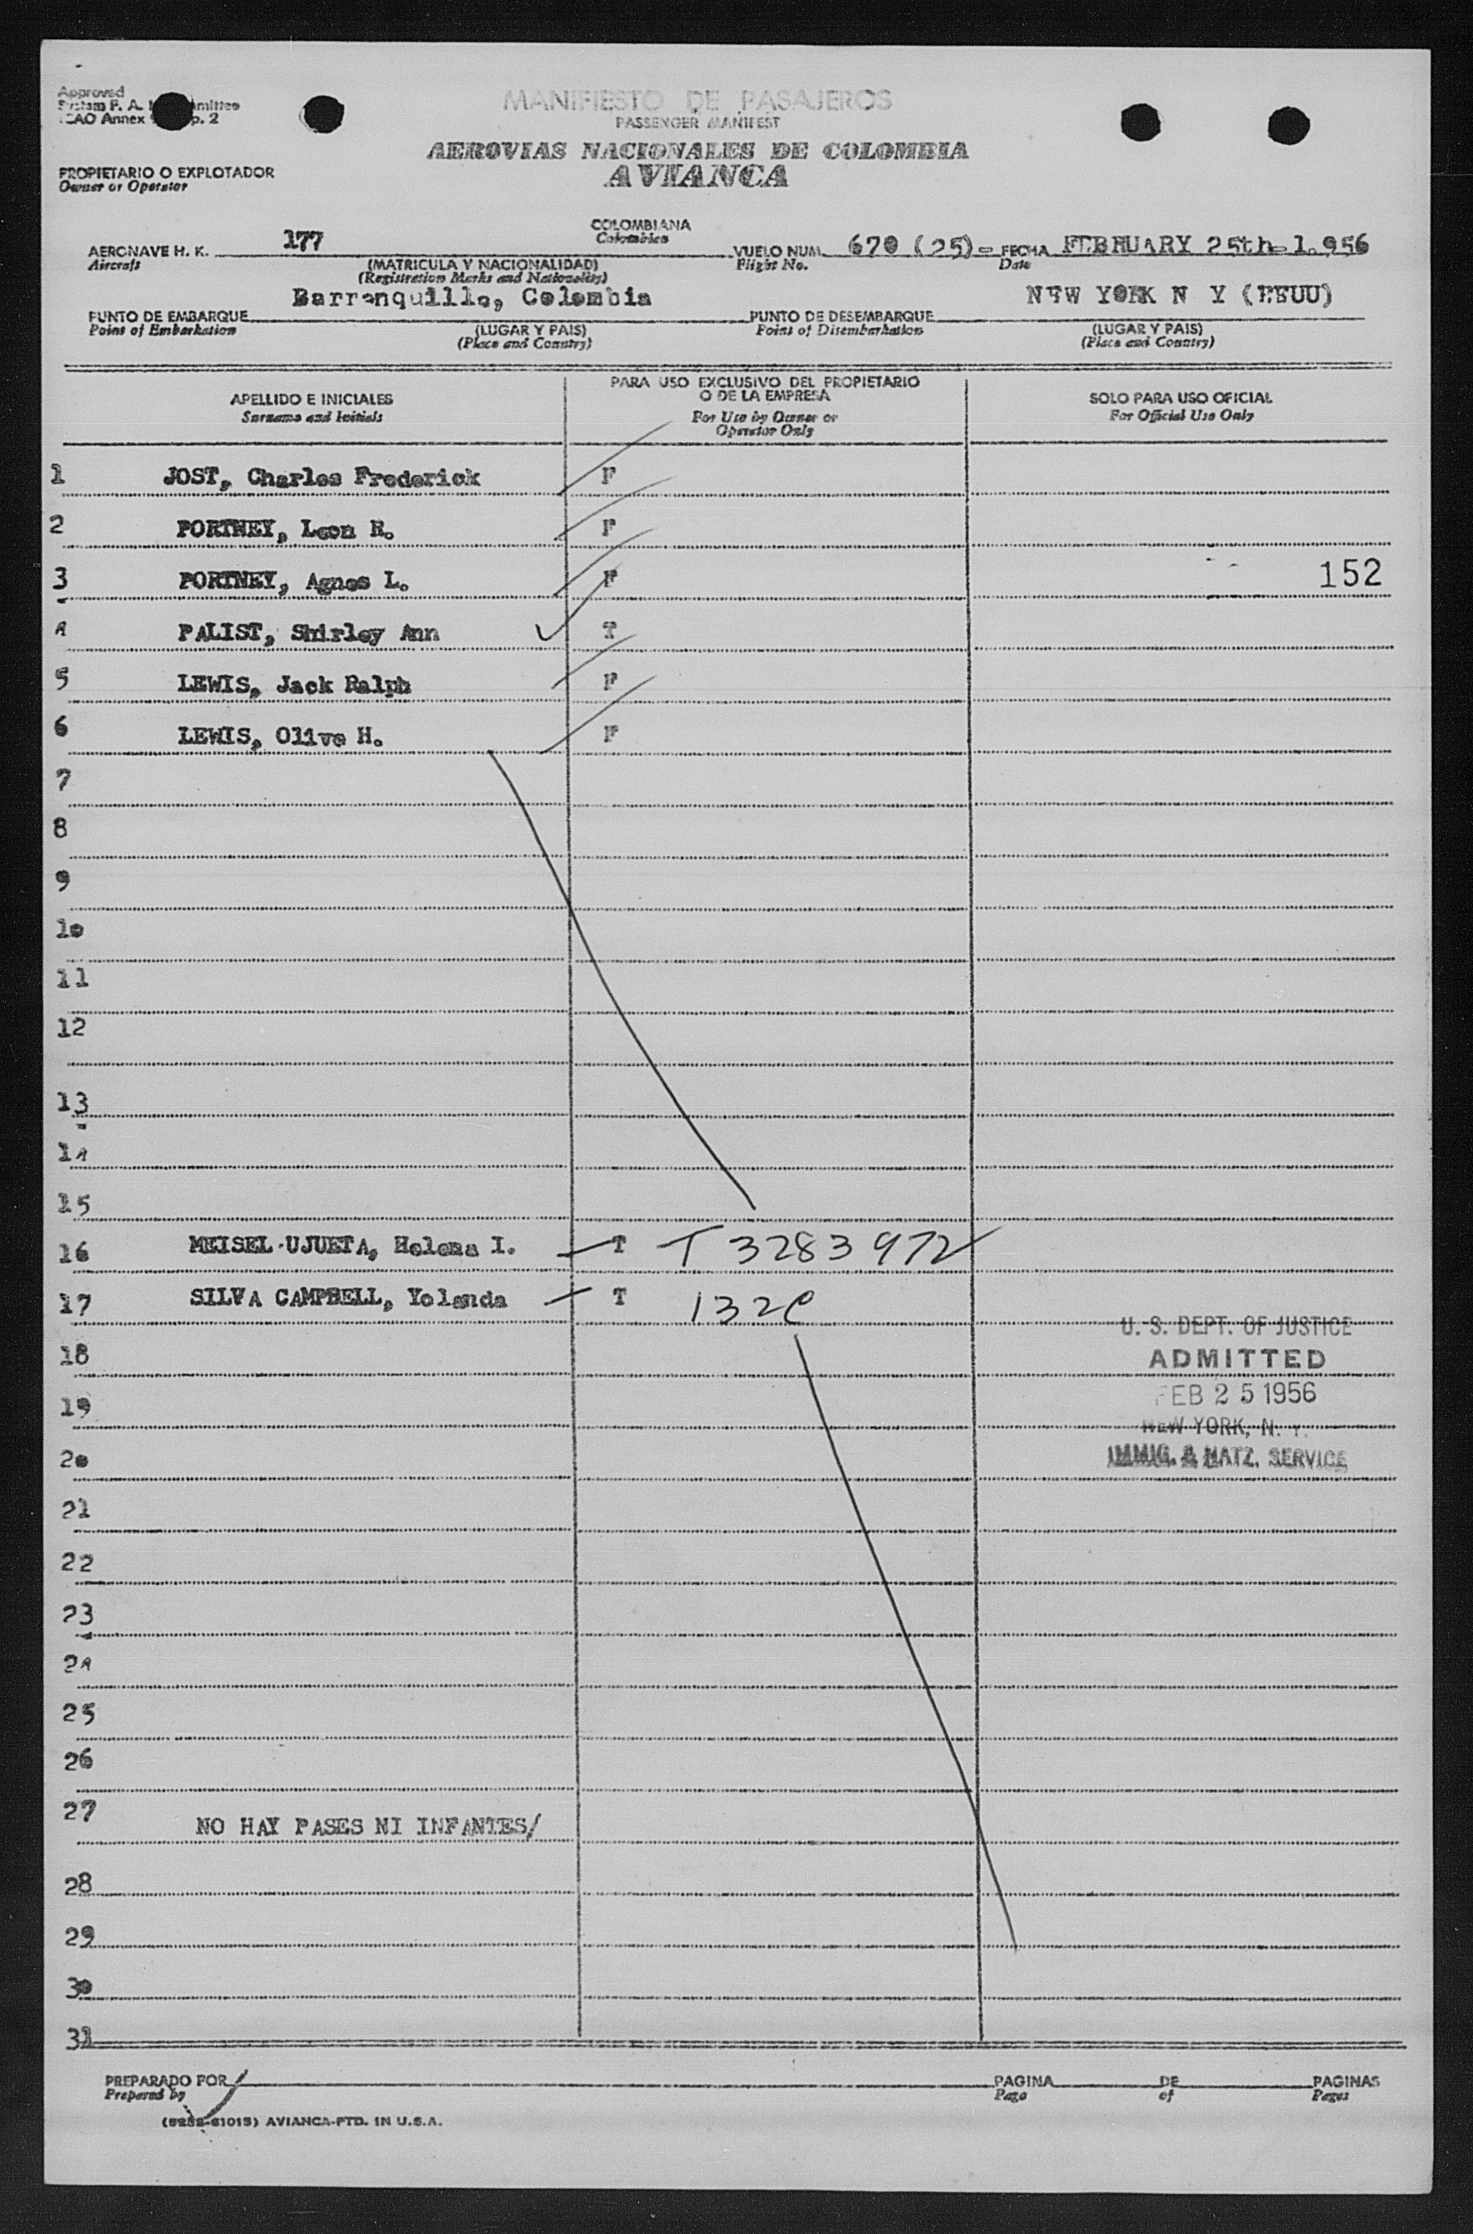 Approved
MANIFIESTO DE PASAJEROS
PASSENGER MANIFEST
AEROVIAS NACIONALES DE COLOMBIA
AVIANCA
PROPIETARIO O EXPLOTADOR
Owner or Operator
COLOMBIANA
Colombian
AERONAVE H. K. 177
Aircraft
(MATRICULA Y NACIONALIDAD)
(Registration Marks and Nationality)
VUELO NUM. 670 (25)- FECHA FEBRUARY 25th-1.956
Flight No. Date
Barranquilla, Colombia NEW YORK N Y (EEUU)
PUNTO DE EMBARQUE PUNTO DE DESEMBARQUE
Point of Embarkation Point of Disembarkation
(LUGAR Y PAIS) (LUGAR Y PAIS)
(Place and Country) (Place and Country)
APELLIDO E INICIALES
Surname and Initials
PARA USO EXCLUSIVO DEL PROPIETARIO
O DE LA EMPRESA
For Use by Owner or
Operator Only
SOLO PARA USO OFICIAL
For Official Use Only
1 JOST, Charles Frederick F
2 PORTNEY, Leon R. F
3 PORTNEY, Agnes L. F 152
4 PALIST, Shirley Ann T
5 LEWIS, Jack Ralph F
6 LEWIS, Olive H. F
7
8
9
10
11
12
13
14
15
16 MEISEL-UJUETA, Helena I. T T 3283972
17 SILVA CAMPBELL, Yolanda T 132C
U. S. DEPT. OF JUSTICE
18
ADMITTED
19
FEB 25 1956
NEW YORK, N. Y.
20
IMMIG. & NATZ. SERVICE
21
22
23
24
25
26
27 NO HAY PASES NI INFANTES/
28
29
30
31
PREPARADO POR PAGINA DE PAGINAS
Prepared by Page of Pages
AVIANCA-PTD. IN U.S.A.